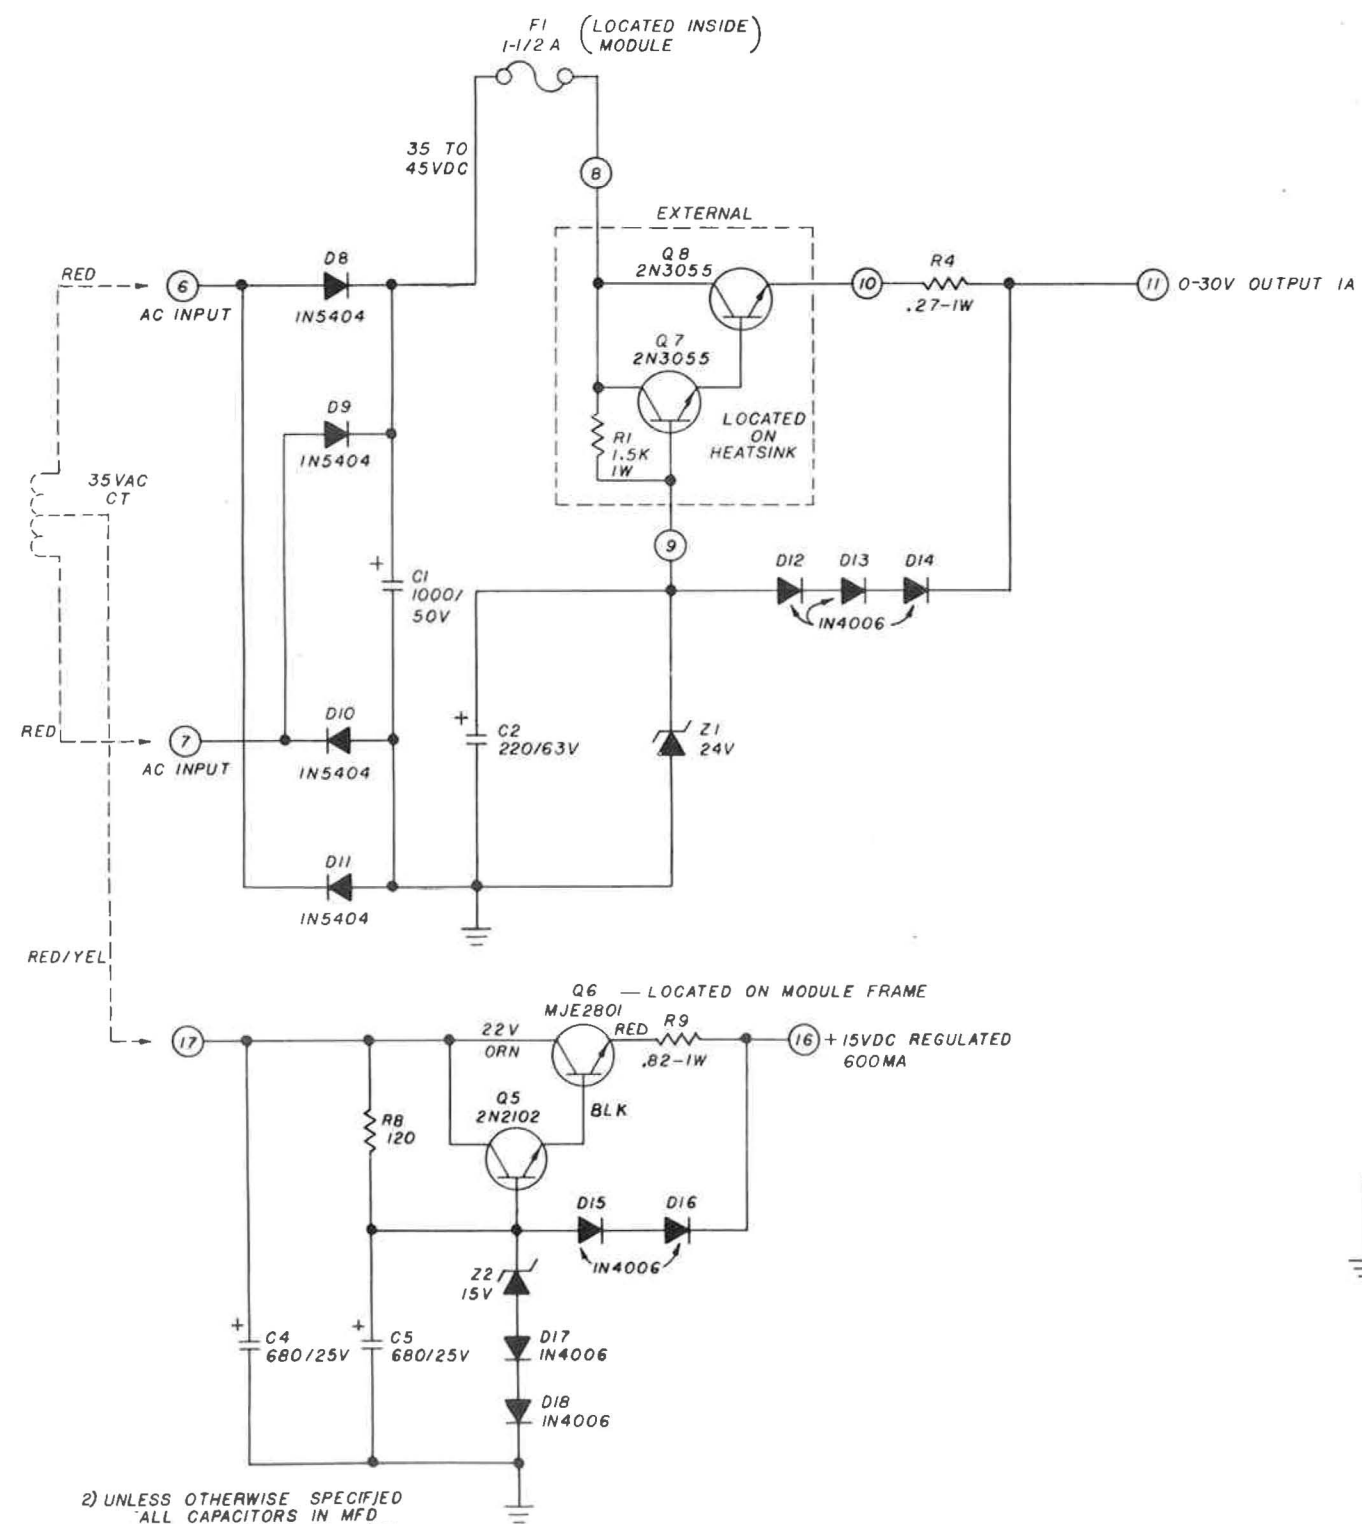 F1 (LOCATED INSIDE
1-1/2 A MODULE)
35 TO
45VDC
8
EXTERNAL
Q8
2N3055
RED
6
AC INPUT
D8
1N5404
10
R4
.27-1W
11 0-30V OUTPUT 1A
Q7
2N3055
D9
1N5404
R1
1.5K
1W
LOCATED
ON
HEATSINK
35VAC
CT
9
+ C1
1000/
50V
D12 D13 D14
1N4006
RED
7
AC INPUT
D10
1N5404
+ C2
220/63V
Z1
24V
D11
1N5404
RED/YEL
Q6 — LOCATED ON MODULE FRAME
MJE2801
17
22V
ORN
RED
R9
.82-1W
16 +15VDC REGULATED
600MA
Q5
2N2102
BLK
R8
120
D15 D16
1N4006
Z2
15V
+ C4
680/25V
+ C5
680/25V
D17
1N4006
D18
1N4006
2) UNLESS OTHERWISE SPECIFIED
ALL CAPACITORS IN MFD